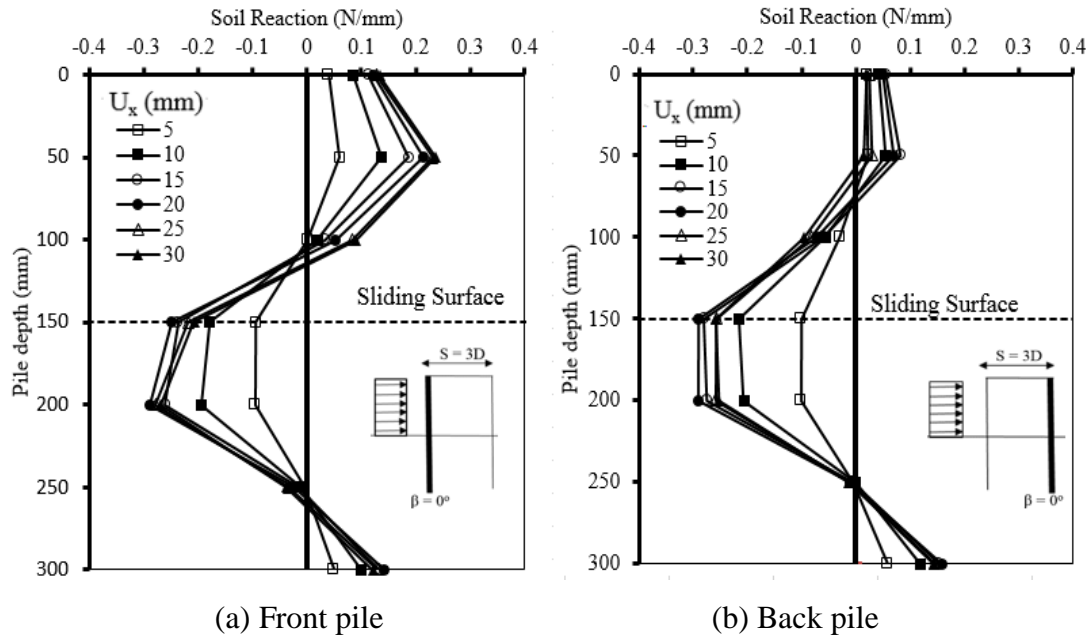 Soil Reaction (N/mm)
-0.4 -0.3 -0.2 -0.1 0 0.1 0.2 0.3 0.4
0
50
100
150
200
250
300
Pile depth (mm)
Uₓ (mm)
5
10
15
20
25
30
Sliding Surface
S = 3D
β = 0°
(a) Front pile
Soil Reaction (N/mm)
-0.4 -0.3 -0.2 -0.1 0 0.1 0.2 0.3 0.4
0
50
100
150
200
250
300
Pile depth (mm)
Uₓ (mm)
5
10
15
20
25
30
Sliding Surface
S = 3D
β = 0°
(b) Back pile